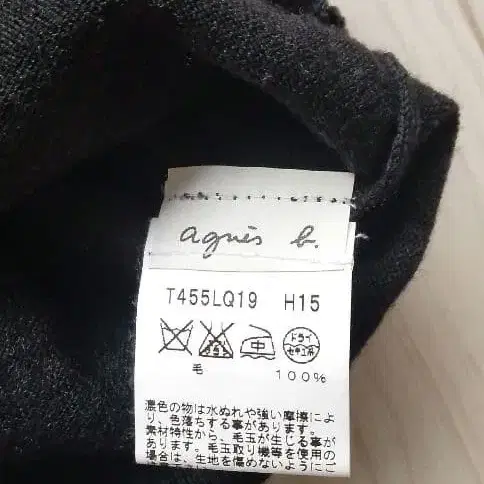 agnès b.
T455LQ19 H15
中 ドライ セキユ系
毛 100%
濃色の物は水ぬれや強い摩擦によ
り、色落ちする事があります。
素材特性から、毛玉が生じる事が
あります。毛玉取り機等を使用の
場合は、生地を傷めないようにご